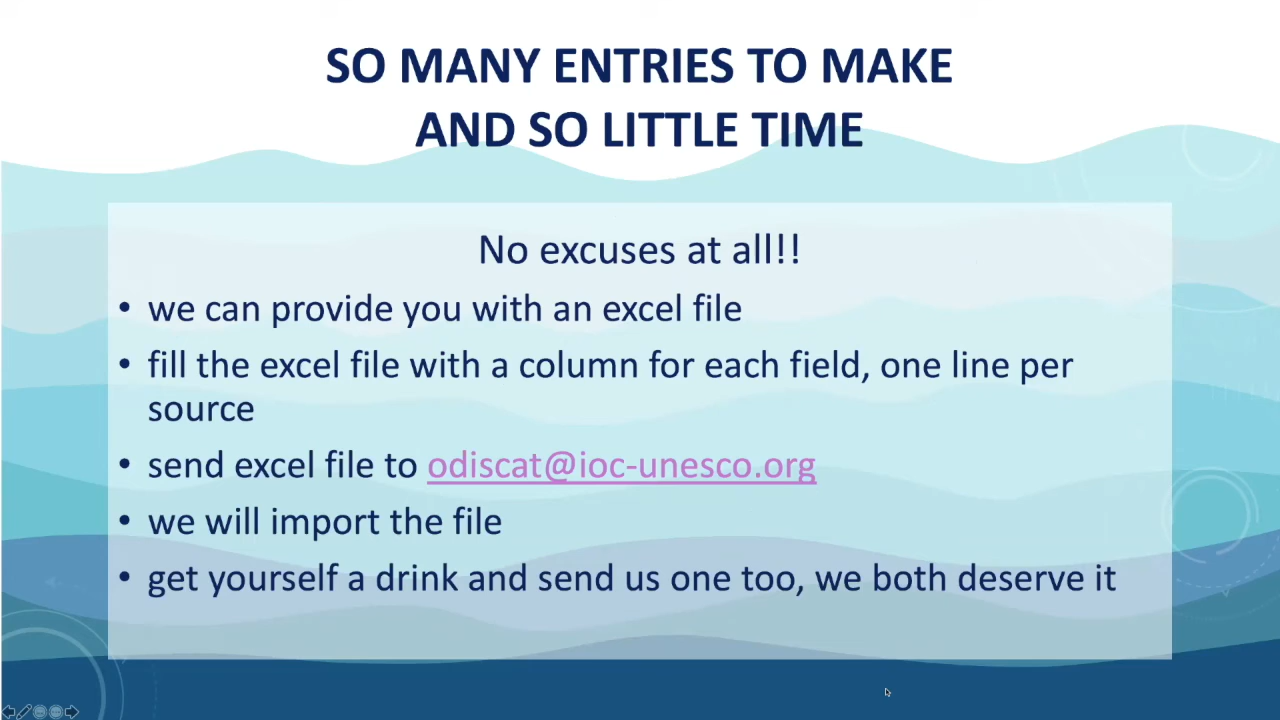 SO MANY ENTRIES TO MAKE
AND SO LITTLE TIME
No excuses at all!!
• we can provide you with an excel file
• fill the excel file with a column for each field, one line per
source
• send excel file to odiscat@ioc-unesco.org
• we will import the file
• get yourself a drink and send us one too, we both deserve it